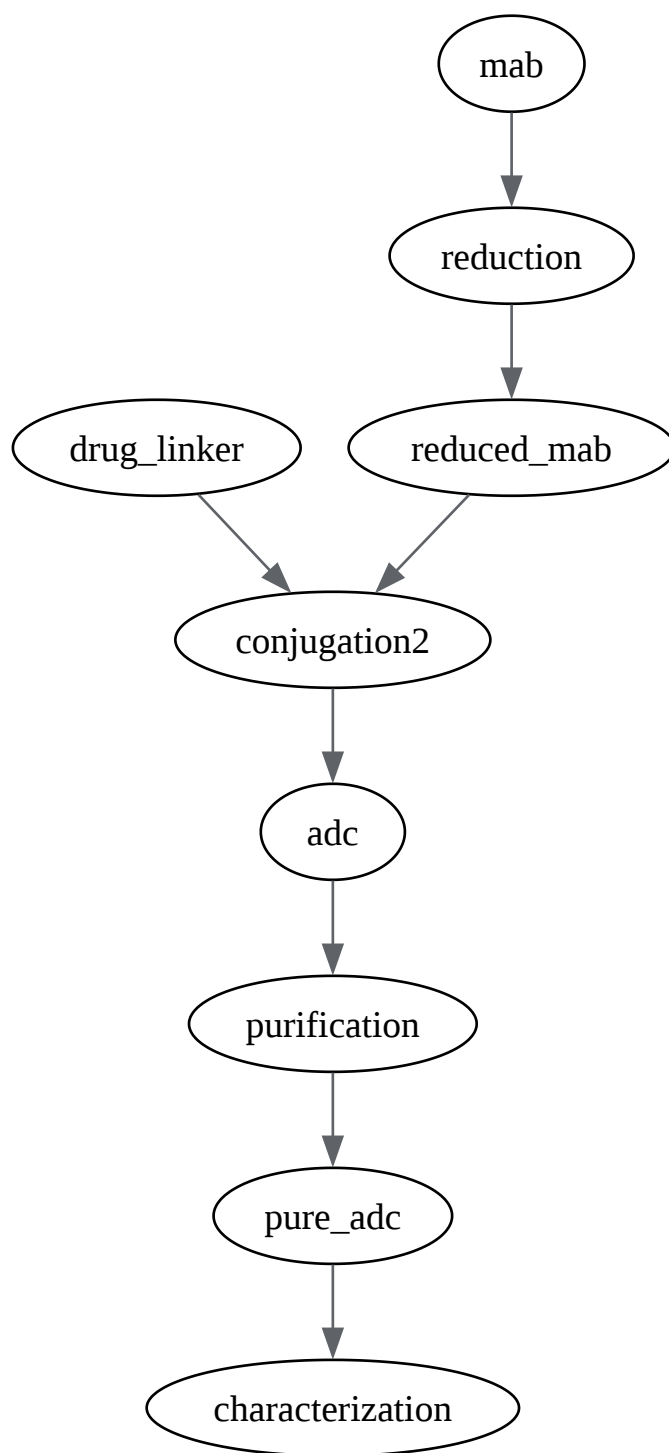 mab
reduction
drug_linker
reduced_mab
conjugation2
adc
purification
pure_adc
characterization